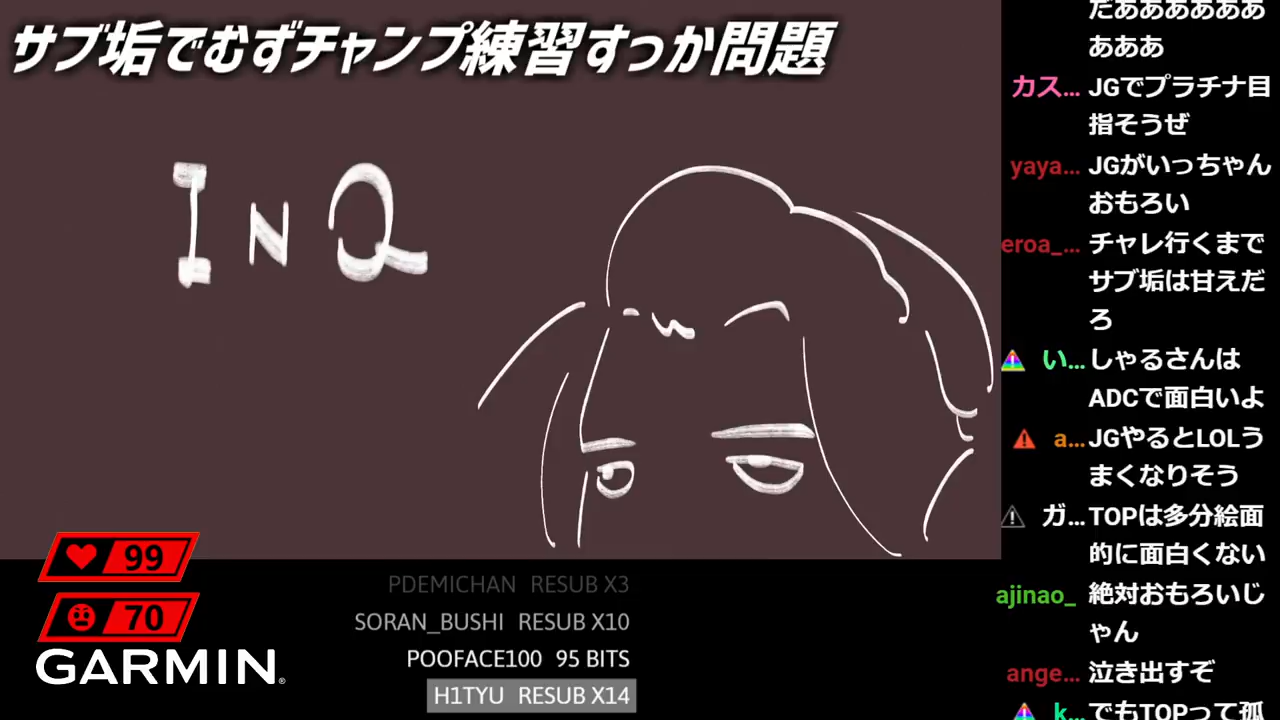 サブ垢でむずチャンプ練習すっか問題
IN Q
99
70
GARMIN
PDEMICHAN RESUB X3
SORAN_BUSHI RESUB X10
POOFACE100 95 BITS
H1TYU RESUB X14
だああああああ
あああ
カス… JGでプラチナ目
指そうぜ
yaya… JGがいっちゃん
おもろい
eroa_… チャレ行くまで
サブ垢は甘えだ
ろ
い… しゃるさんは
ADCで面白いよ
a… JGやるとLOLう
まくなりそう
ガ… TOPは多分絵面
的に面白くない
ajinao_ 絶対おもろいじ
ゃん
ange… 泣き出すぞ
k… でもTOPって孤